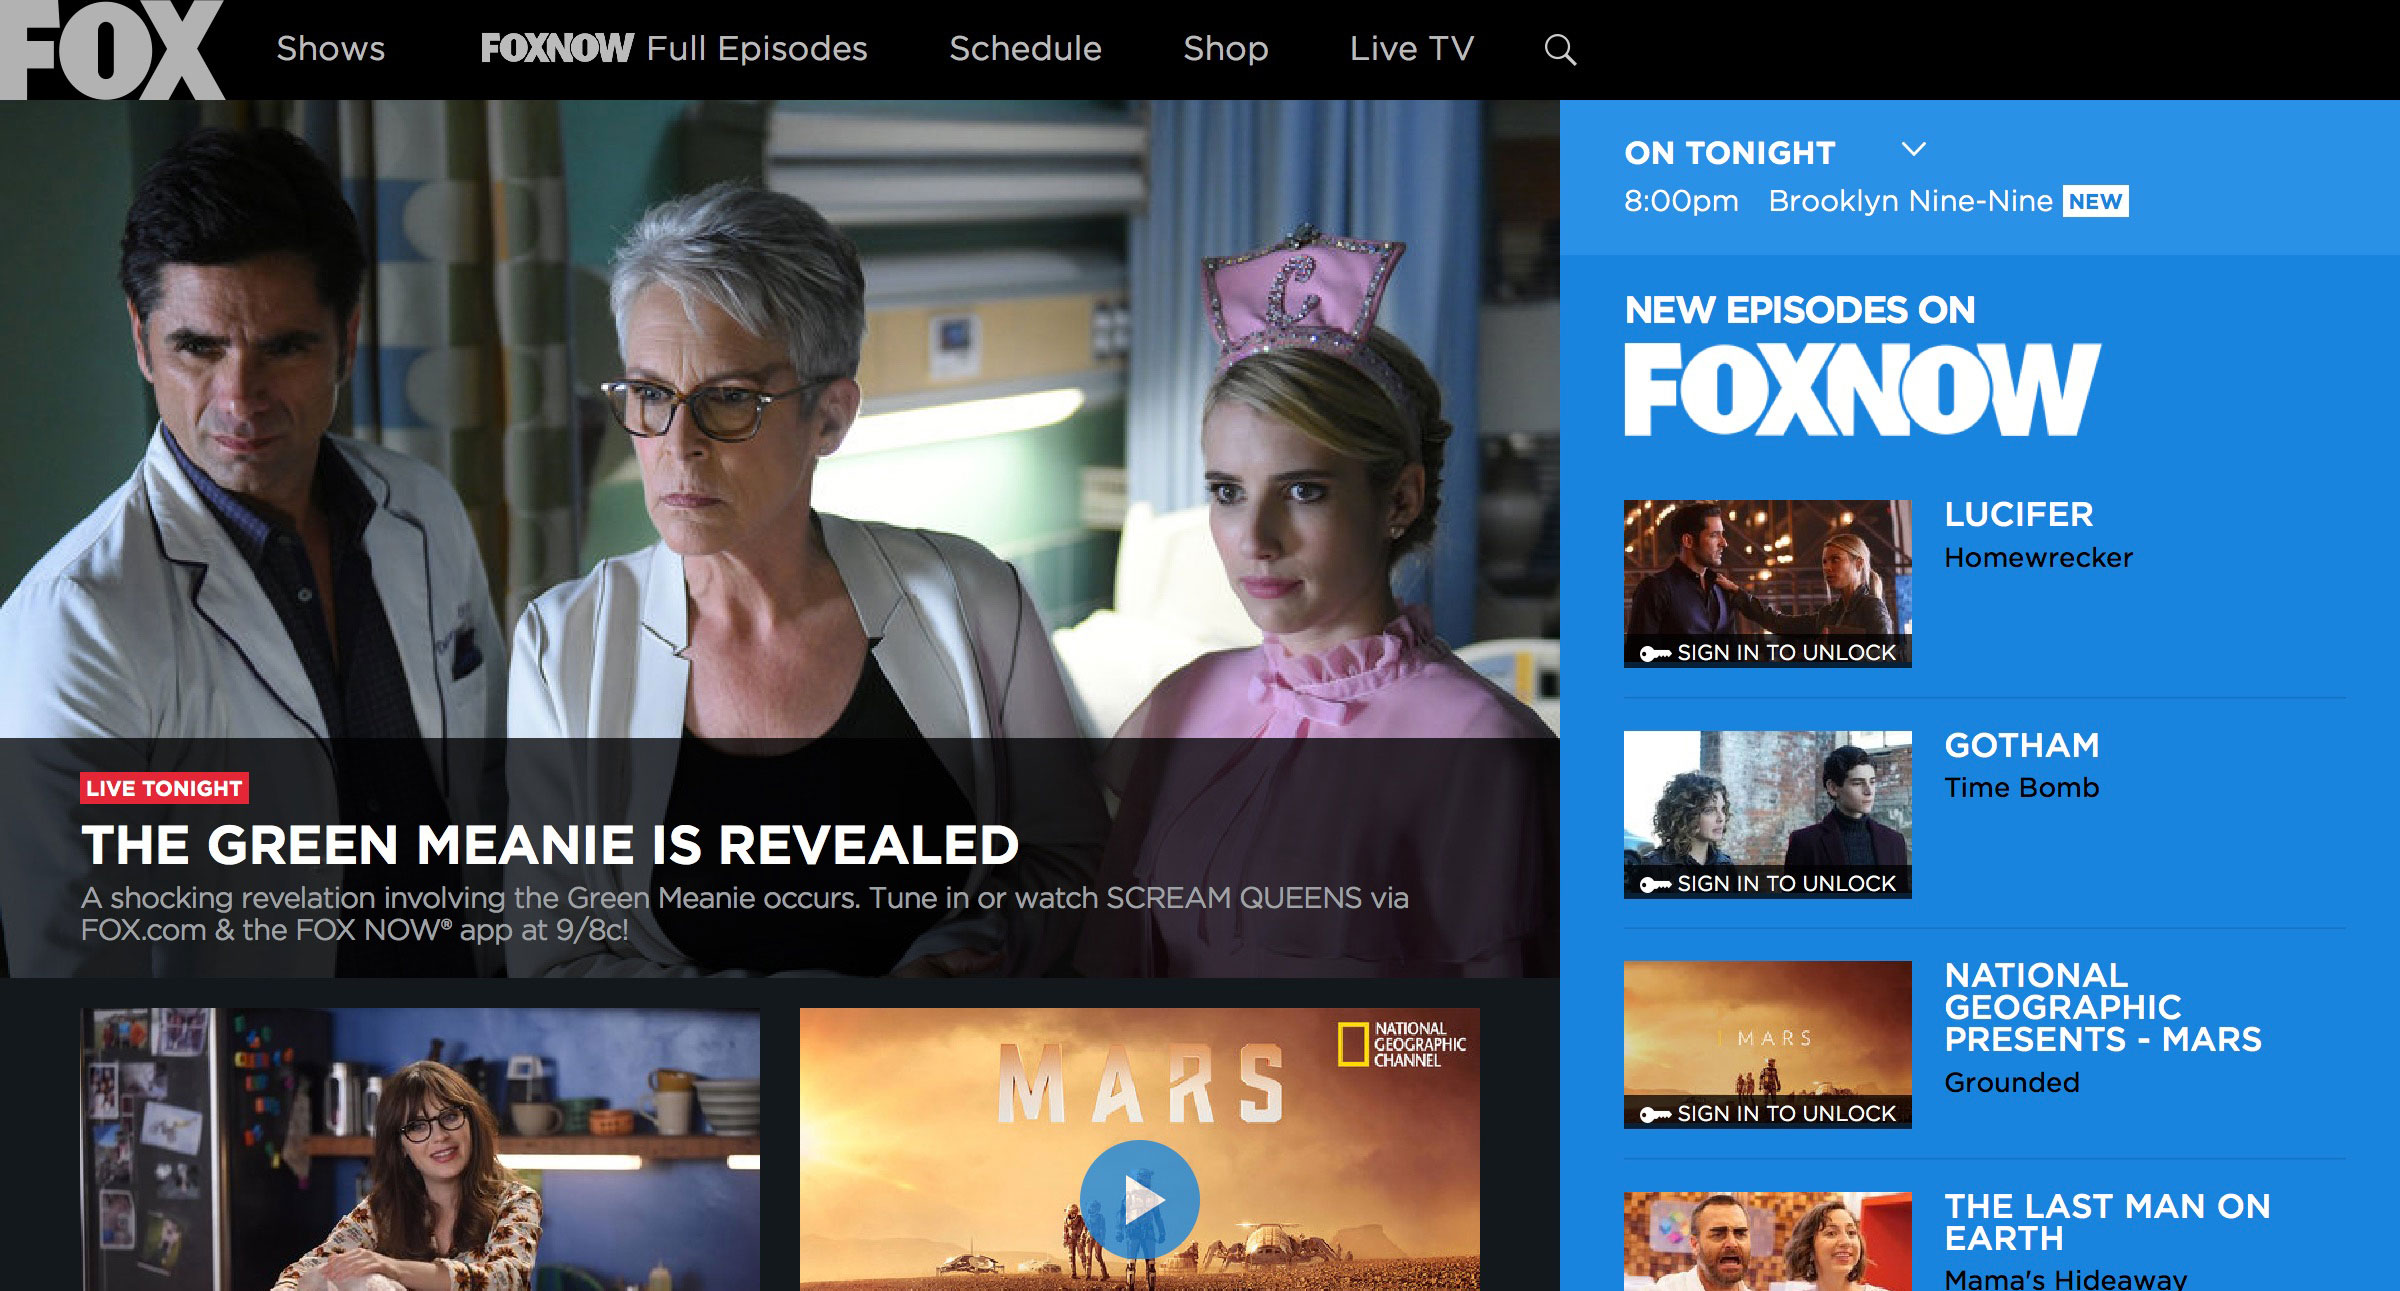 FOX
Shows
FOXNOW Full Episodes
Schedule
Shop
Live TV
C
LIVE TONIGHT
THE GREEN MEANIE IS REVEALED
A shocking revelation involving the Green Meanie occurs. Tune in or watch SCREAM QUEENS via
FOX.com & the FOX NOW® app at 9/8c!
MARS
NATIONAL
GEOGRAPHIC
CHANNEL
ON TONIGHT
8:00pm Brooklyn Nine-Nine NEW
NEW EPISODES ON
FOXNOW
LUCIFER
Homewrecker
SIGN IN TO UNLOCK
GOTHAM
Time Bomb
SIGN IN TO UNLOCK
NATIONAL
GEOGRAPHIC
PRESENTS - MARS
Grounded
MARS
SIGN IN TO UNLOCK
THE LAST MAN ON
EARTH
Mama's Hideaway